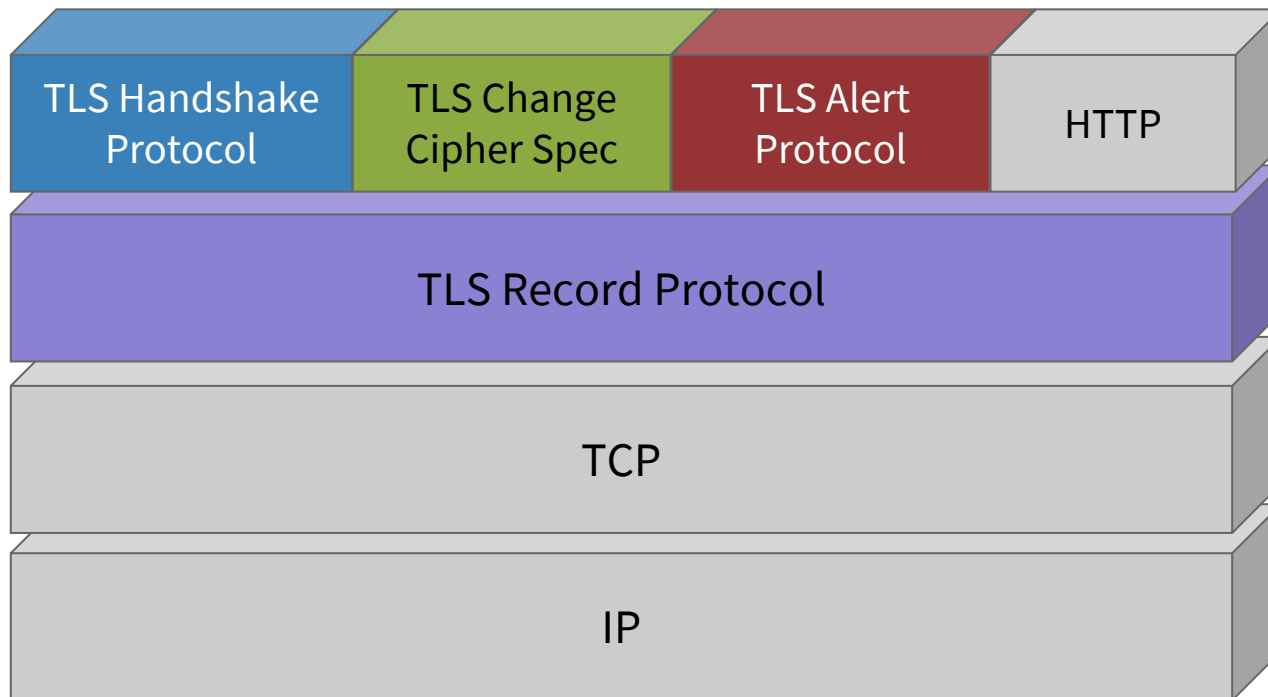 TLS Handshake
Protocol
TLS Change
Cipher Spec
TLS Alert
Protocol
HTTP
TLS Record Protocol
TCP
IP